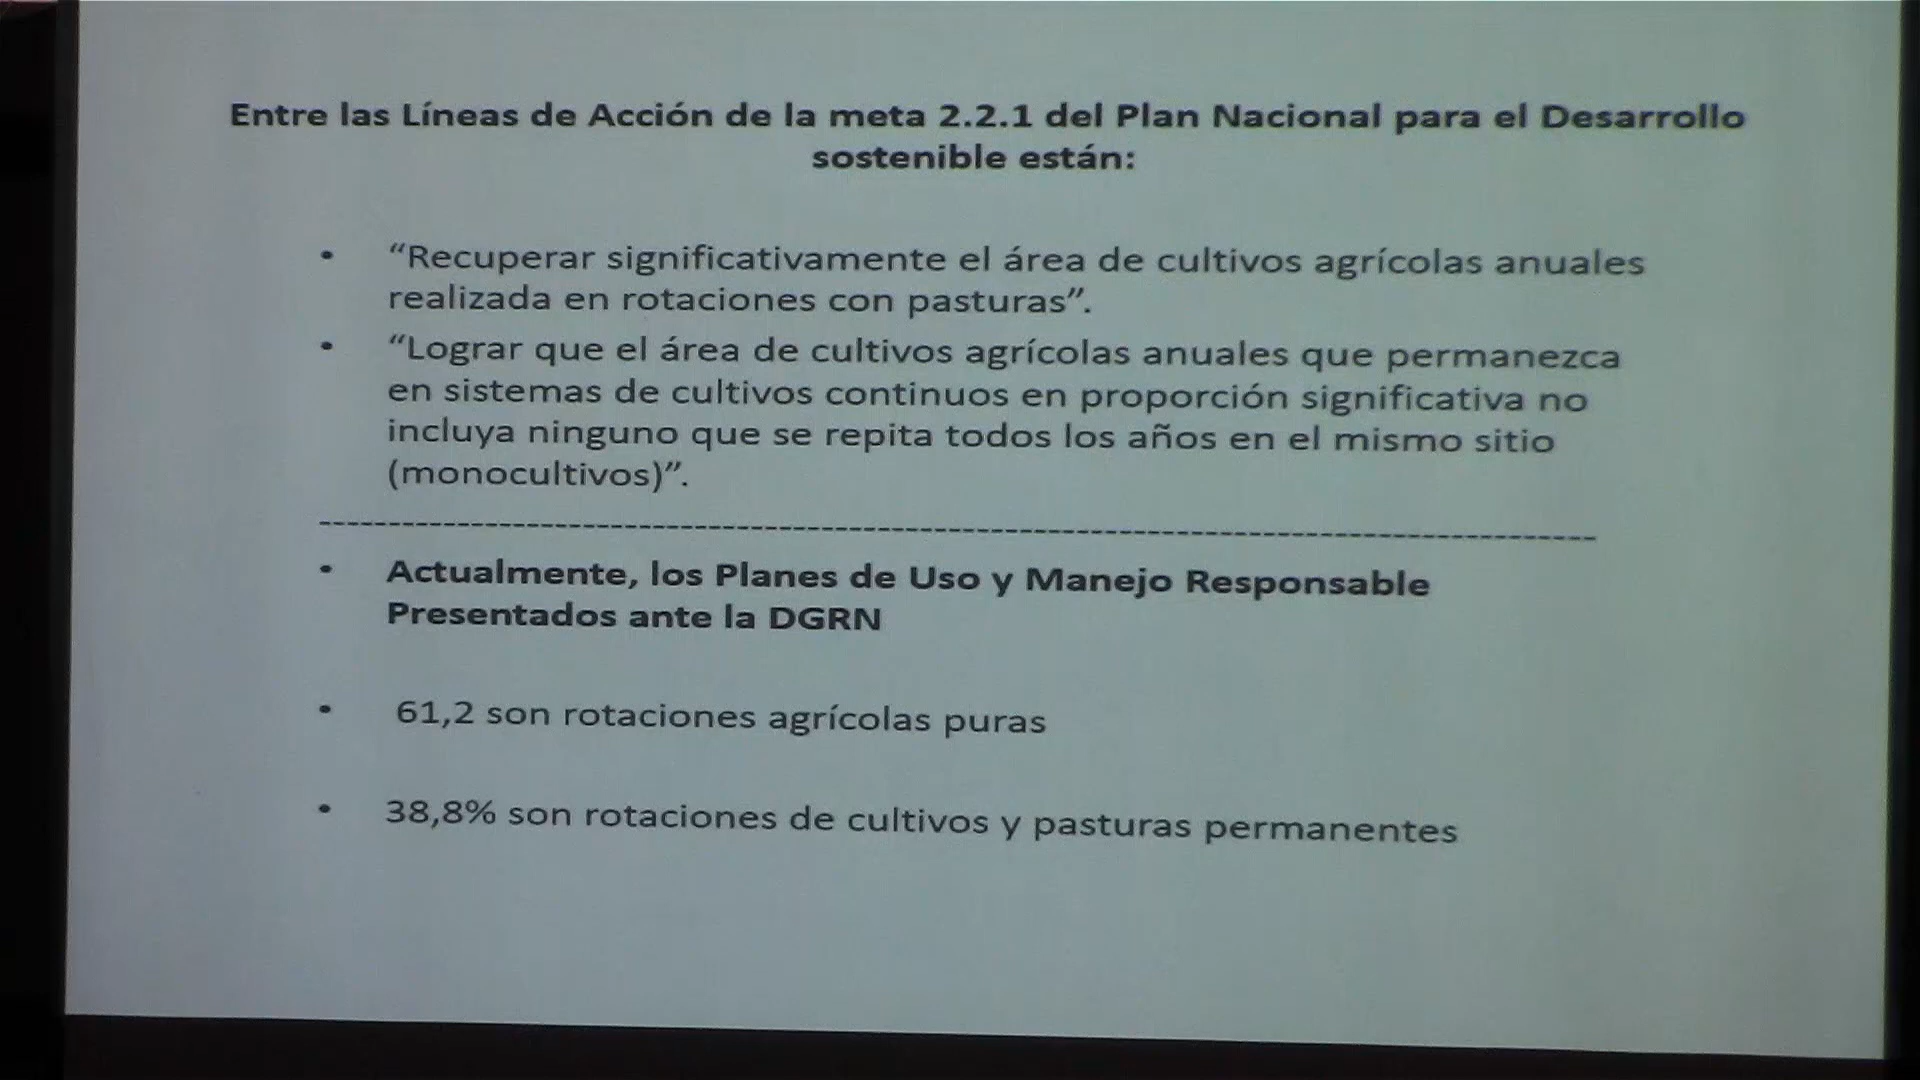 Entre las Líneas de Acción de la meta 2.2.1 del Plan Nacional para el Desarrollo
sostenible están:
• “Recuperar significativamente el área de cultivos agrícolas anuales
realizada en rotaciones con pasturas”.
• “Lograr que el área de cultivos agrícolas anuales que permanezca
en sistemas de cultivos continuos en proporción significativa no
incluya ninguno que se repita todos los años en el mismo sitio
(monocultivos)”.
• Actualmente, los Planes de Uso y Manejo Responsable
Presentados ante la DGRN
• 61,2 son rotaciones agrícolas puras
• 38,8% son rotaciones de cultivos y pasturas permanentes